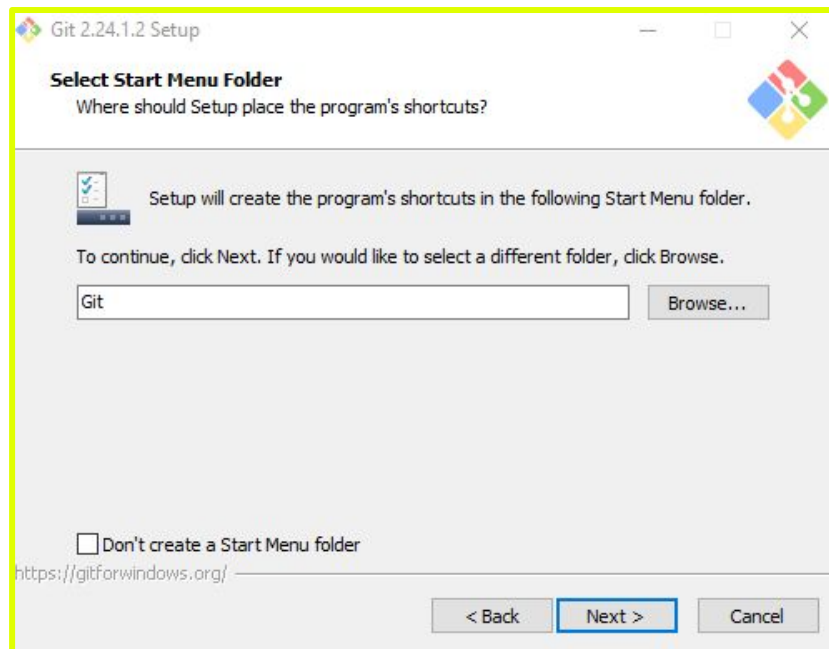 Git 2.24.1.2 Setup
Select Start Menu Folder
Where should Setup place the program's shortcuts?
Setup will create the program's shortcuts in the following Start Menu folder.
To continue, click Next. If you would like to select a different folder, click Browse.
Git
Browse...
Don't create a Start Menu folder
https://gitforwindows.org/
< Back
Next >
Cancel